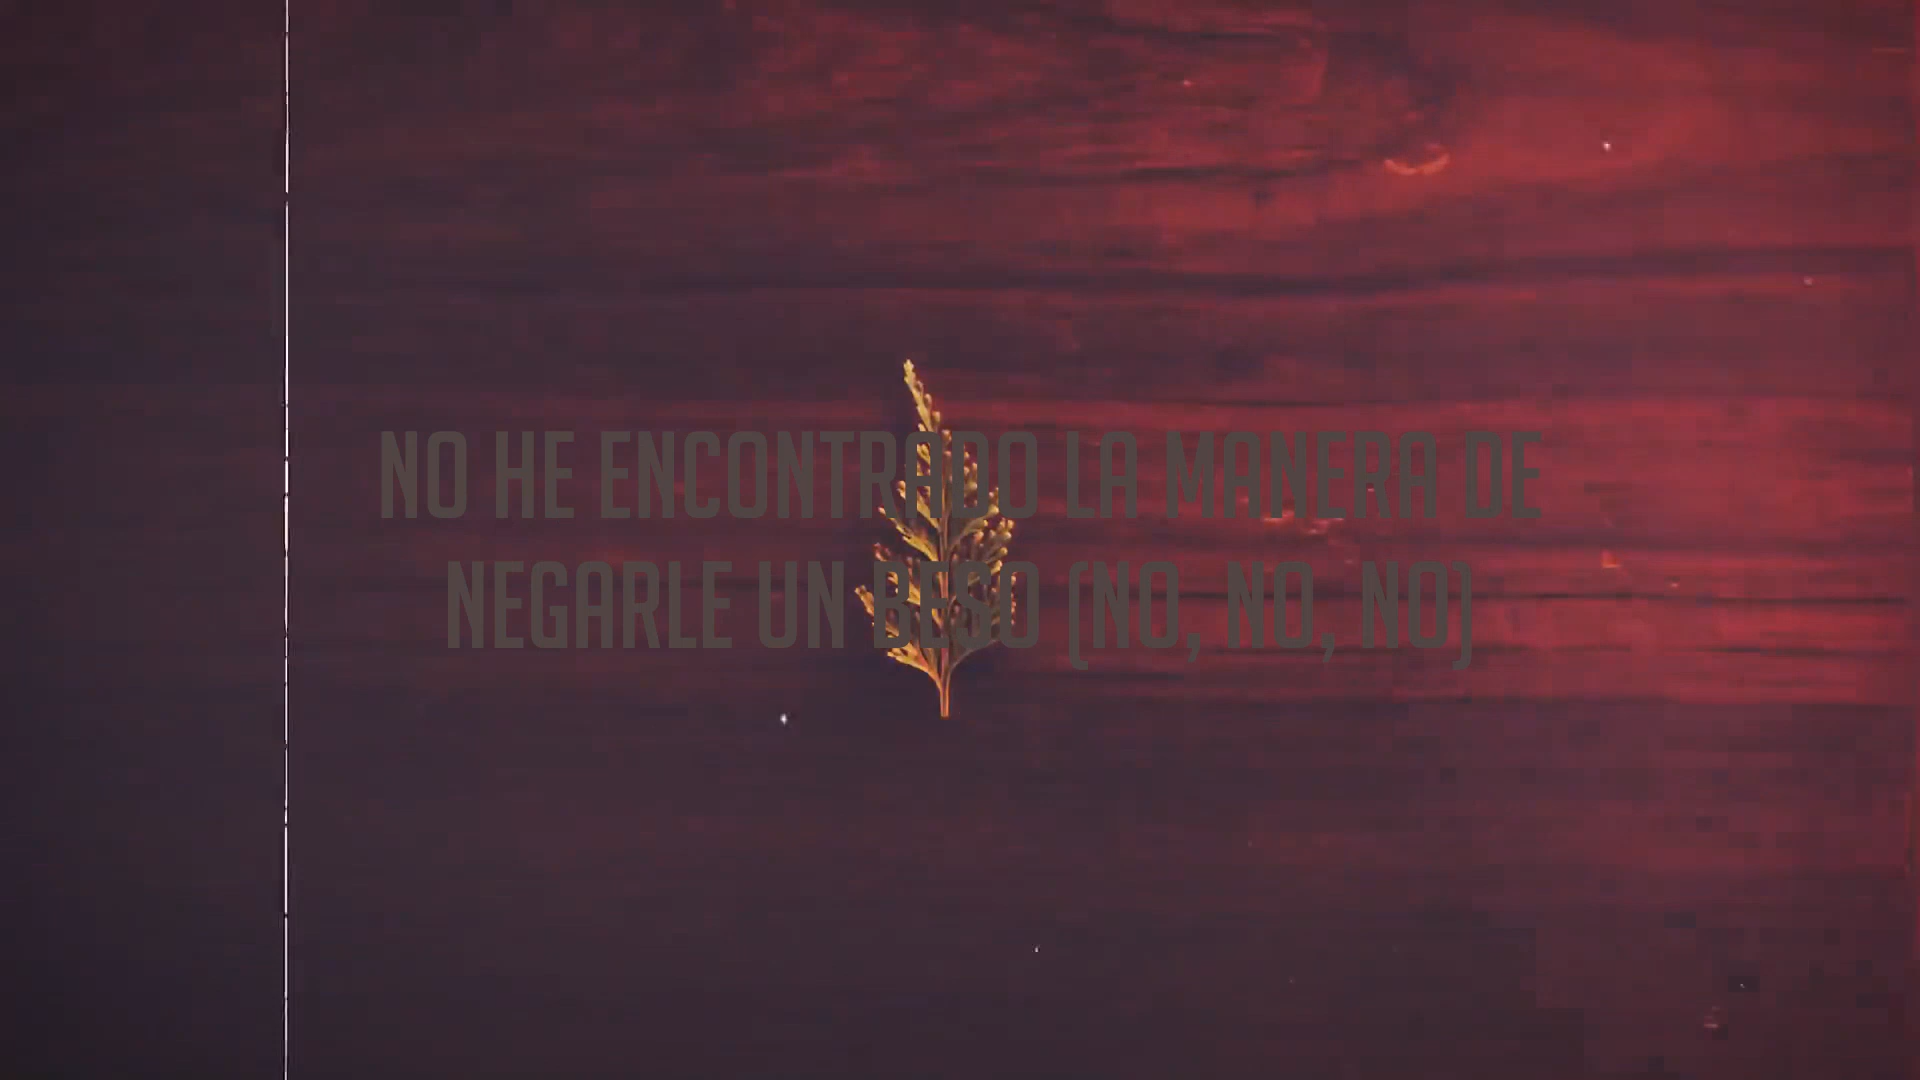 NO HE ENCONTRADO LA MANERA DE
NEGARLE UN BESO (NO, NO, NO)